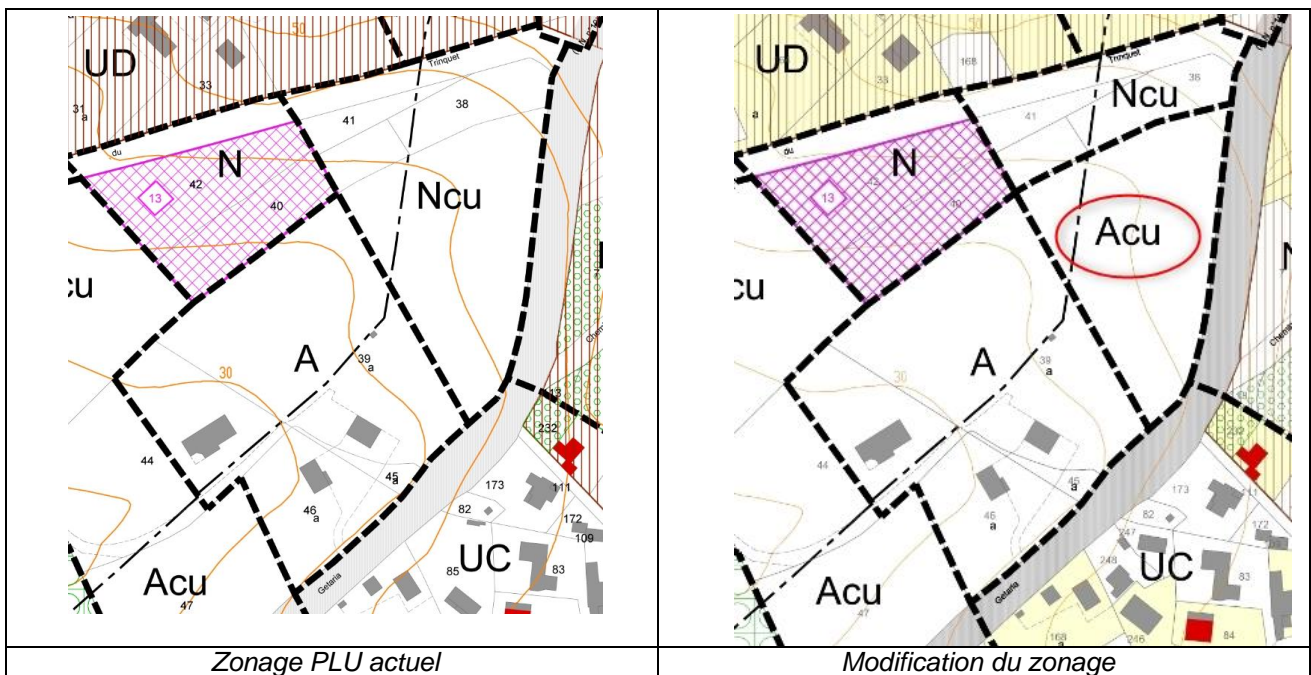 50
UD
33
31
a
Trinquet
du
38
41
N
42
13
40
Ncu
cu
A
30
39
a
44
45
a
46
a
232
173
82
111
172
109
UC
85
83
Getaria
Acu
47
Zonage PLU actuel
50
UD
33
168
a
Trinquet
du
38
41
Ncu
N
42
13
40
Acu
cu
A
30
39
a
44
45
a
46
a
173
82
111
172
247
248
UC
83
Getaria
Acu
47
168
a
246
84
Modification du zonage